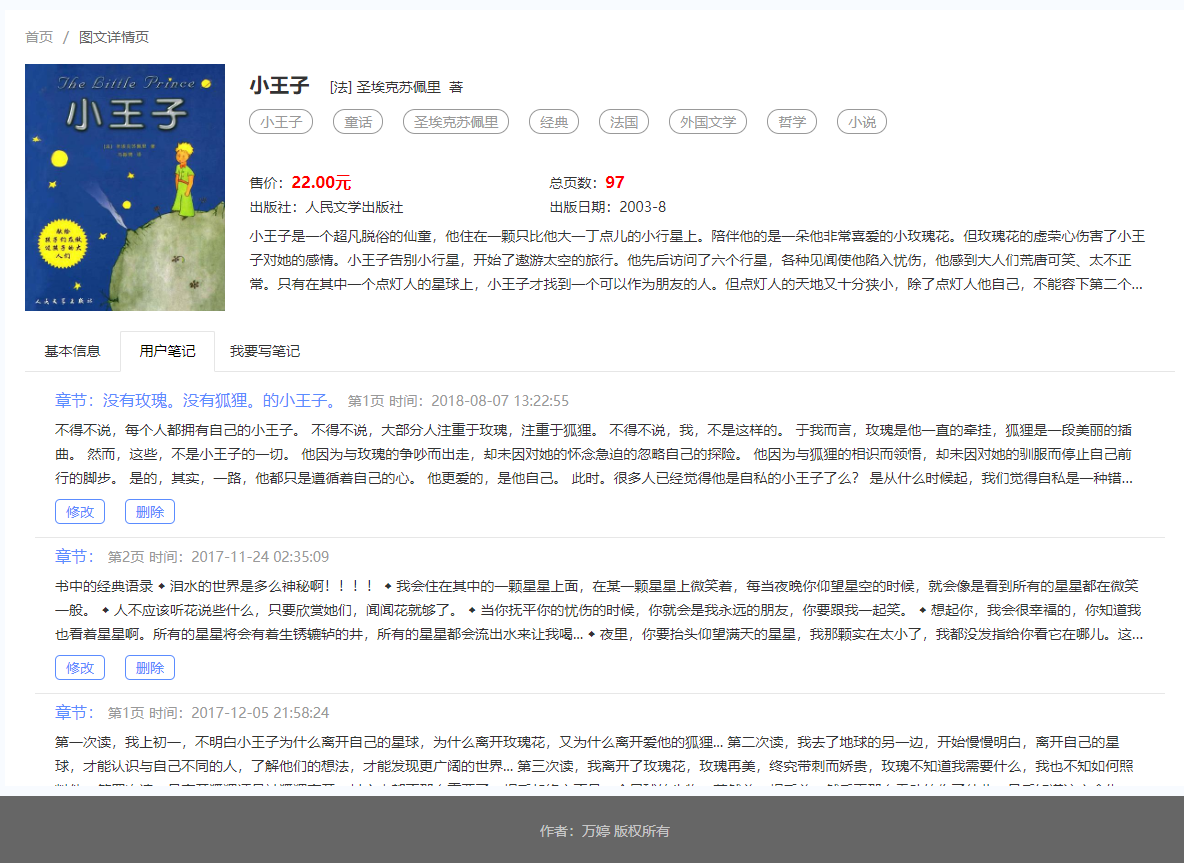 首页 / 图文详情页
The Little Prince
小王子
献给
孩子们在做
过孩子的大
人们
人民文学出版社
小王子 [法] 圣埃克苏佩里 著
小王子 童话 圣埃克苏佩里 经典 法国 外国文学 哲学 小说
售价：22.00元 总页数：97
出版社：人民文学出版社 出版日期：2003-8
小王子是一个超凡脱俗的仙童，他住在一颗只比他大一丁点儿的小行星上。陪伴他的是一朵他非常喜爱的小玫瑰花。但玫瑰花的虚荣心伤害了小王
子对她的感情。小王子告别小行星，开始了遨游太空的旅行。他先后访问了六个行星，各种见闻使他陷入忧伤，他感到大人们荒唐可笑、太不正
常。只有在其中一个点灯人的星球上，小王子才找到一个可以作为朋友的人。但点灯人的天地又十分狭小，除了点灯人他自己，不能容下第二个...
基本信息 用户笔记 我要写笔记
章节：没有玫瑰。没有狐狸。的小王子。 第1页 时间：2018-08-07 13:22:55
不得不说，每个人都拥有自己的小王子。 不得不说，大部分人注重于玫瑰，注重于狐狸。 不得不说，我，不是这样的。 于我而言，玫瑰是他一直的牵挂，狐狸是一段美丽的插
曲。 然而，这些，不是小王子的一切。 他因为与玫瑰的争吵而出走，却未因对她的怀念急迫的忽略自己的探险。 他因为与狐狸的相识而领悟，却未因对她的驯服而停止自己前
行的脚步。 是的，其实，一路，他都只是遵循着自己的心。 他更爱的，是他自己。 此时。很多人已经觉得他是自私的小王子了么？ 是从什么时候起，我们觉得自私是一种错...
修改 删除
章节： 第2页 时间：2017-11-24 02:35:09
书中的经典语录 ◆ 泪水的世界是多么神秘啊！！！！ ◆ 我会住在其中的一颗星星上面，在某一颗星星上微笑着，每当夜晚你仰望星空的时候，就会像是看到所有的星星都在微笑
一般。 ◆ 人不应该听花说些什么，只要欣赏她们，闻闻花就够了。 ◆ 当你抚平你的忧伤的时候，你就会是我永远的朋友，你要跟我一起笑。 ◆ 想起你，我会很幸福的，你知道我
也看着星星啊。所有的星星将会有着生锈辘轳的井，所有的星星都会流出水来让我喝... ◆ 夜里，你要抬头仰望满天的星星，我那颗实在太小了，我都没发指给你看它在哪儿。这...
修改 删除
章节： 第1页 时间：2017-12-05 21:58:24
第一次读，我上初一，不明白小王子为什么离开自己的星球，为什么离开玫瑰花，又为什么离开爱他的狐狸... 第二次读，我去了地球的另一边，开始慢慢明白，离开自己的星
球，才能认识与自己不同的人，了解他们的想法，才能发现更广阔的世界... 第三次读，我离开了玫瑰花，玫瑰再美，终究带刺而娇贵，玫瑰不知道我需要什么，我也不知如何照
作者：万婷 版权所有